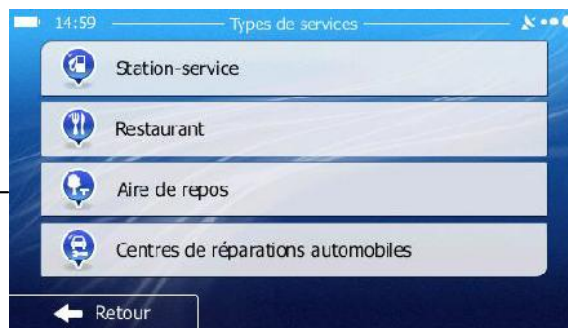 14:59 Types de services
Station-service
Restaurant
Aire de repos
Centres de réparations automobiles
Retour